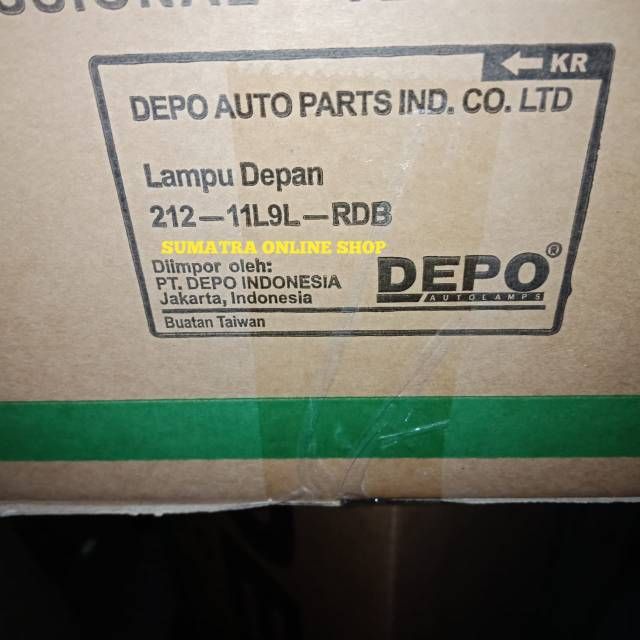 KR
DEPO AUTO PARTS IND. CO. LTD
Lampu Depan
212-11L9L-RDB
SUMATRA ONLINE SHOP
Diimpor oleh:
PT. DEPO INDONESIA
Jakarta, Indonesia
DEPO®
AUTOLAMPS
Buatan Taiwan